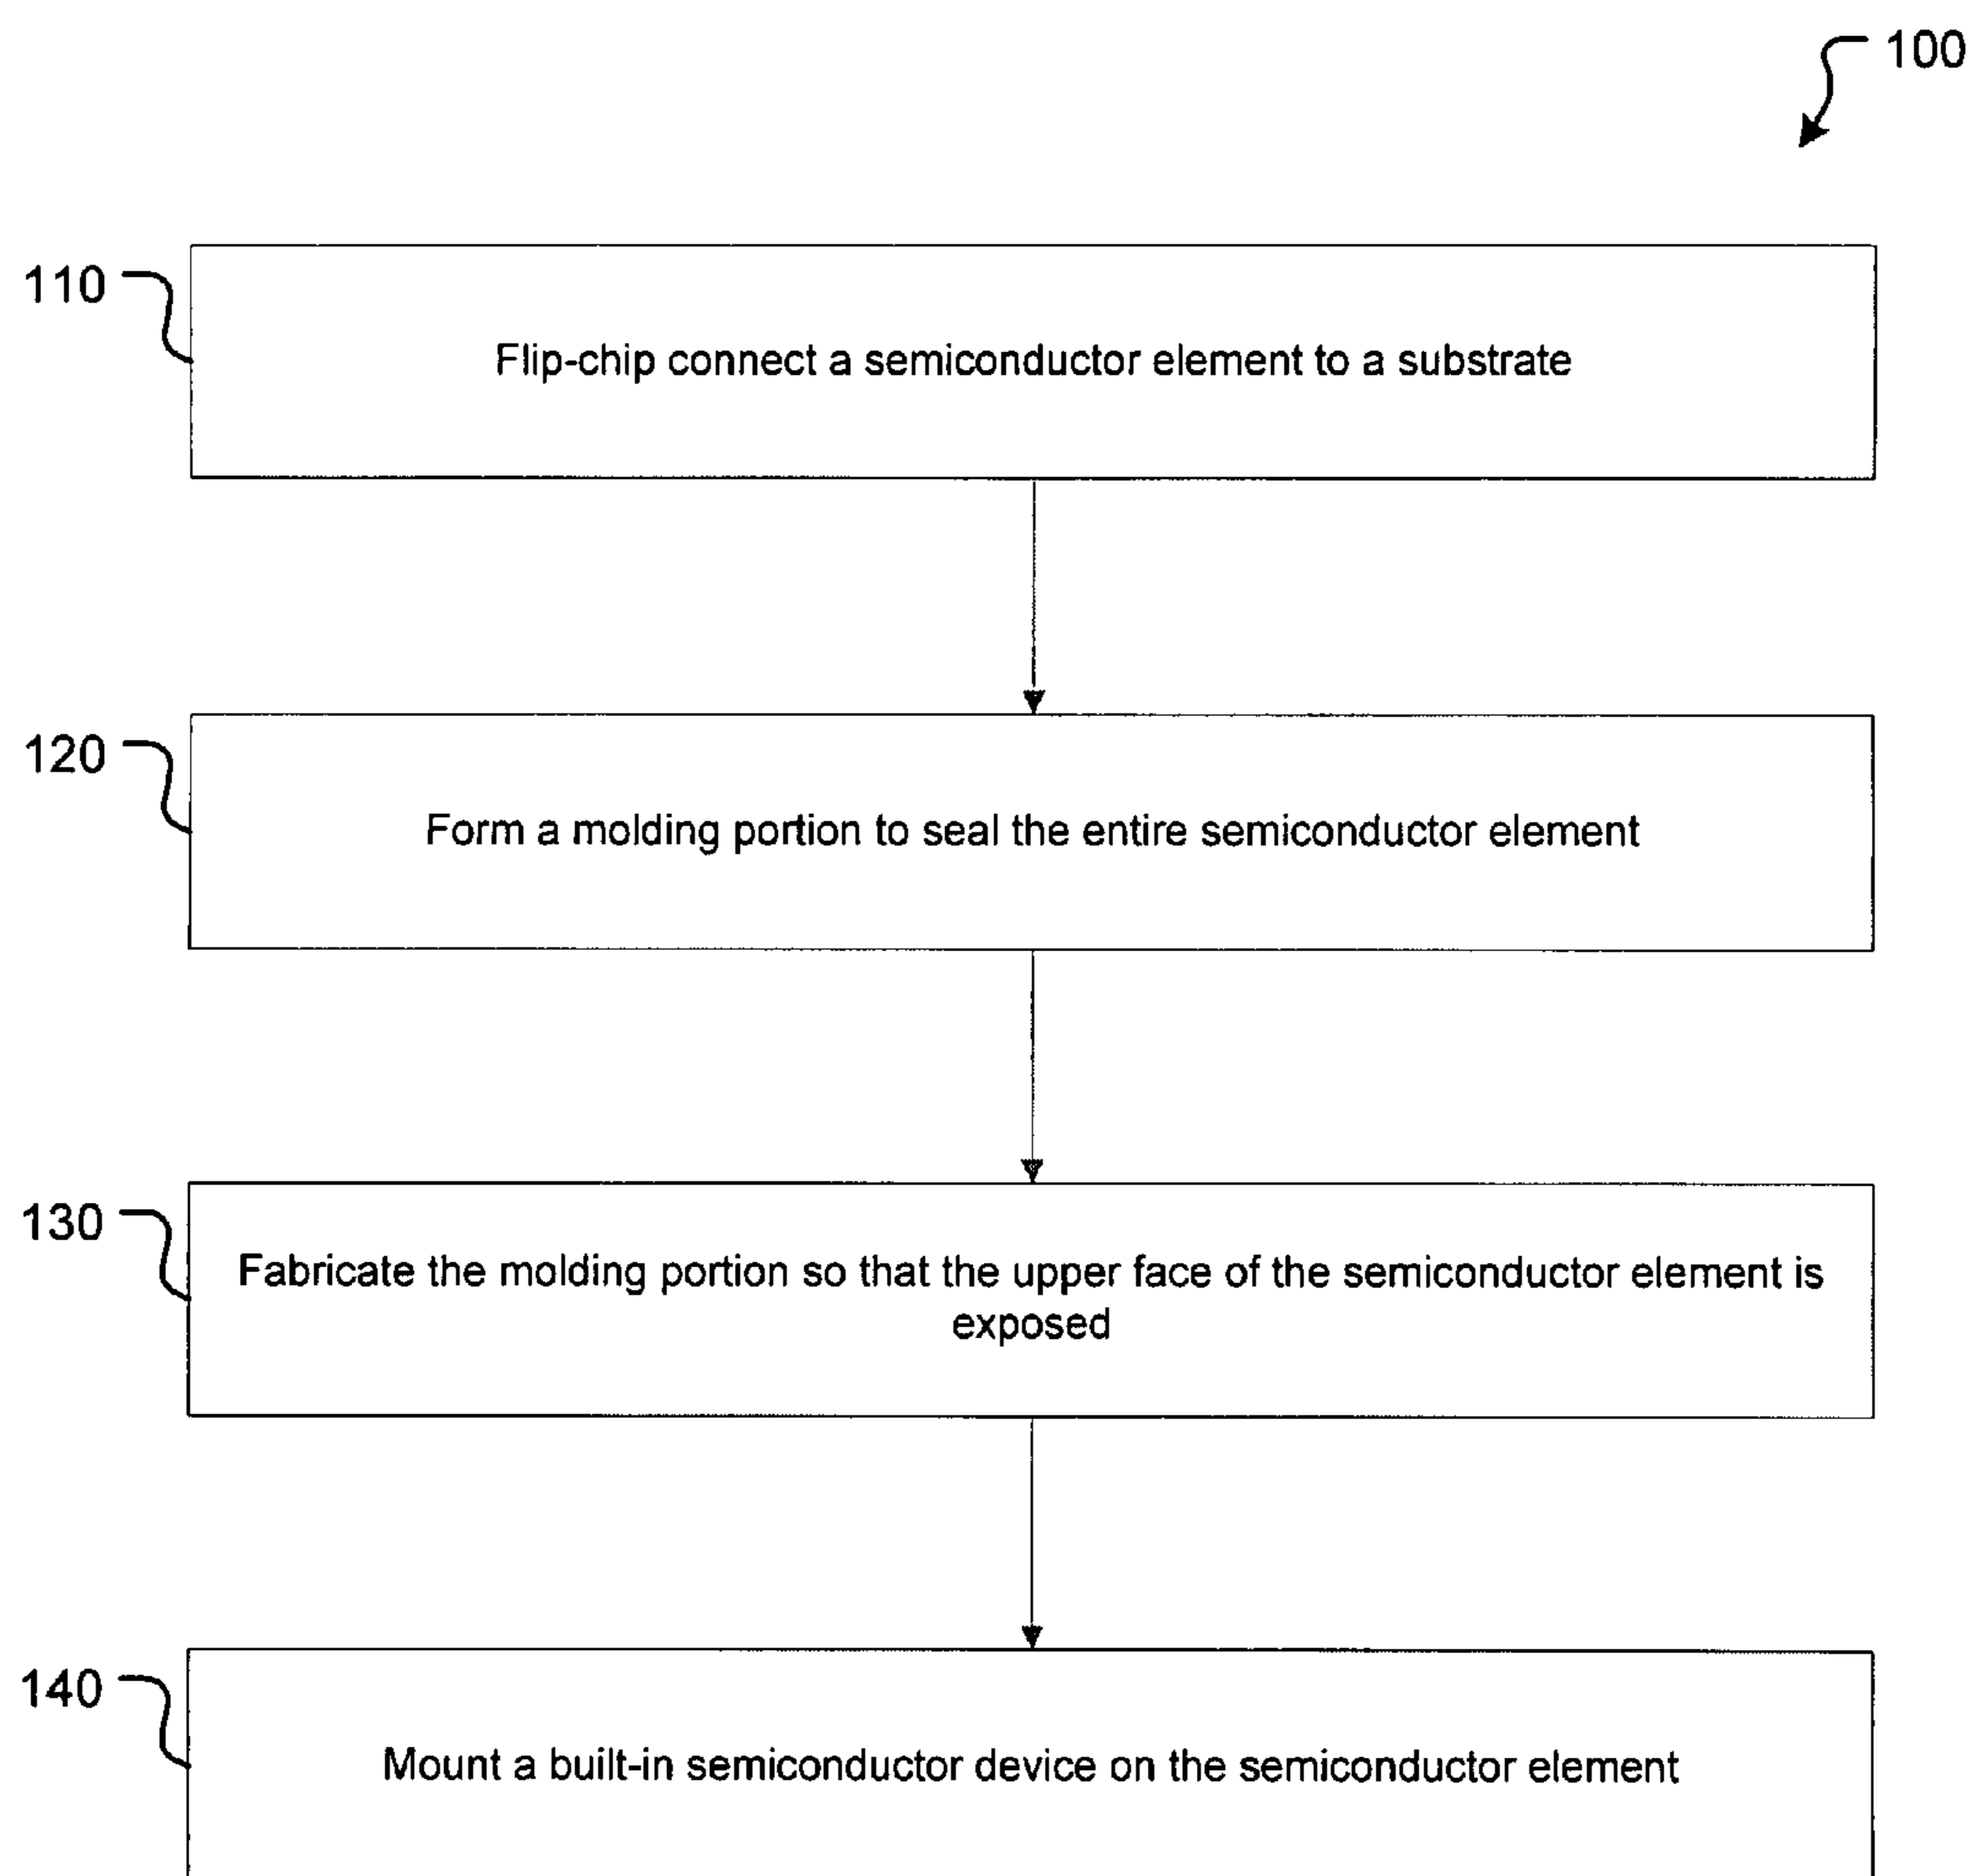 100
110
Flip-chip connect a semiconductor element to a substrate
120
Form a molding portion to seal the entire semiconductor element
130
Fabricate the molding portion so that the upper face of the semiconductor element is
exposed
140
Mount a built-in semiconductor device on the semiconductor element